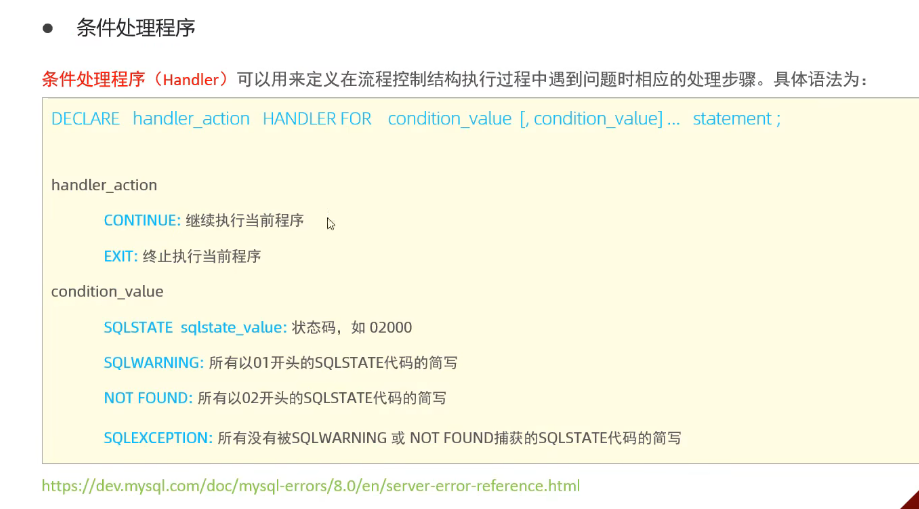 ● 条件处理程序
条件处理程序（Handler）可以用来定义在流程控制结构执行过程中遇到问题时相应的处理步骤。具体语法为：
DECLARE handler_action HANDLER FOR condition_value [, condition_value] ... statement ;
handler_action
CONTINUE: 继续执行当前程序
EXIT: 终止执行当前程序
condition_value
SQLSTATE sqlstate_value: 状态码，如 02000
SQLWARNING: 所有以01开头的SQLSTATE代码的简写
NOT FOUND: 所有以02开头的SQLSTATE代码的简写
SQLEXCEPTION: 所有没有被SQLWARNING 或 NOT FOUND捕获的SQLSTATE代码的简写
https://dev.mysql.com/doc/mysql-errors/8.0/en/server-error-reference.html